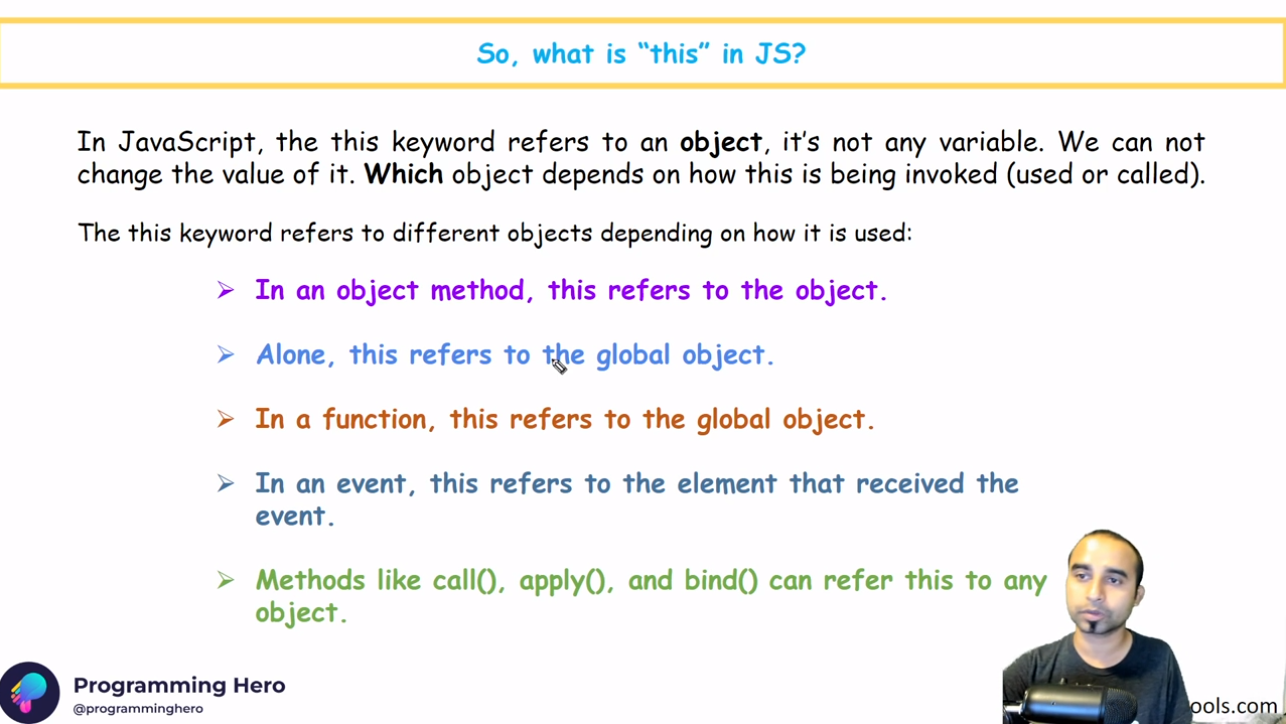 So, what is “this” in JS?
In JavaScript, the this keyword refers to an object, it’s not any variable. We can not
change the value of it. Which object depends on how this is being invoked (used or called).
The this keyword refers to different objects depending on how it is used:
➢ In an object method, this refers to the object.
➢ Alone, this refers to the global object.
➢ In a function, this refers to the global object.
➢ In an event, this refers to the element that received the
event.
➢ Methods like call(), apply(), and bind() can refer this to any
object.
Programming Hero
@programminghero
ools.com